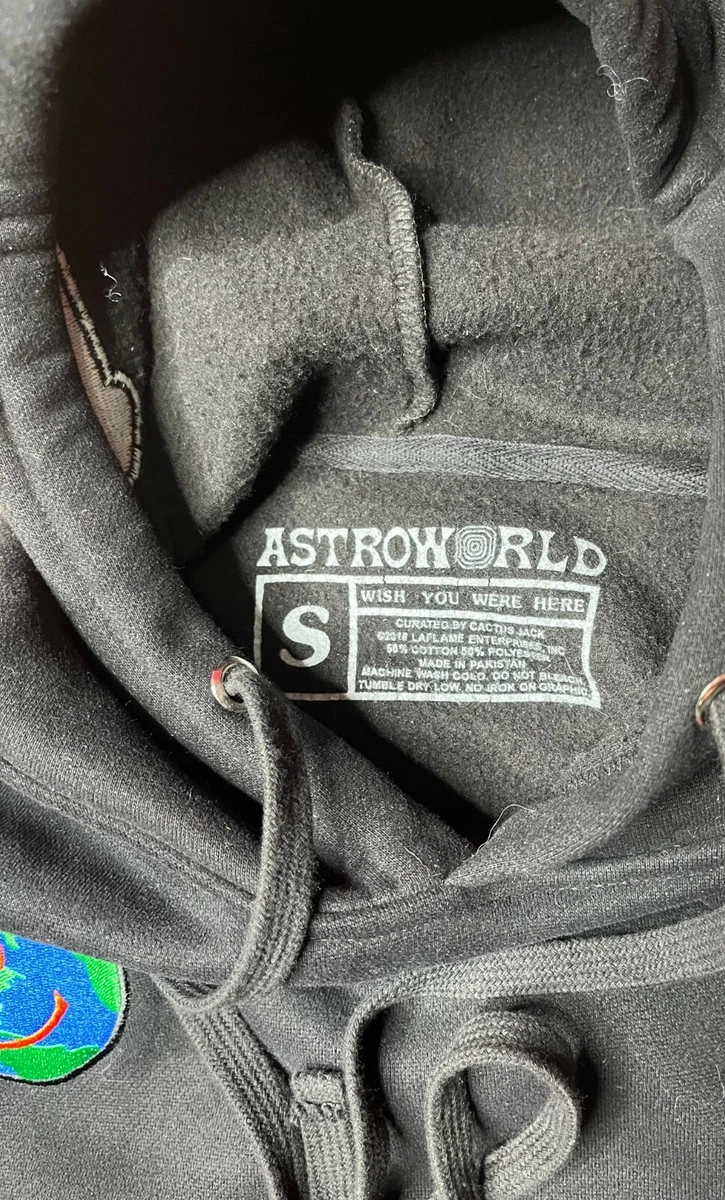 ASTROWORLD
S
WISH YOU WERE HERE
CURATED BY CACTUS JACK
©2018 LAFLAME ENTERPRISES, INC
50% COTTON 50% POLYESTER
MADE IN PAKISTAN
MACHINE WASH COLD. DO NOT BLEACH.
TUMBLE DRY LOW. NO IRON ON GRAPHIC.